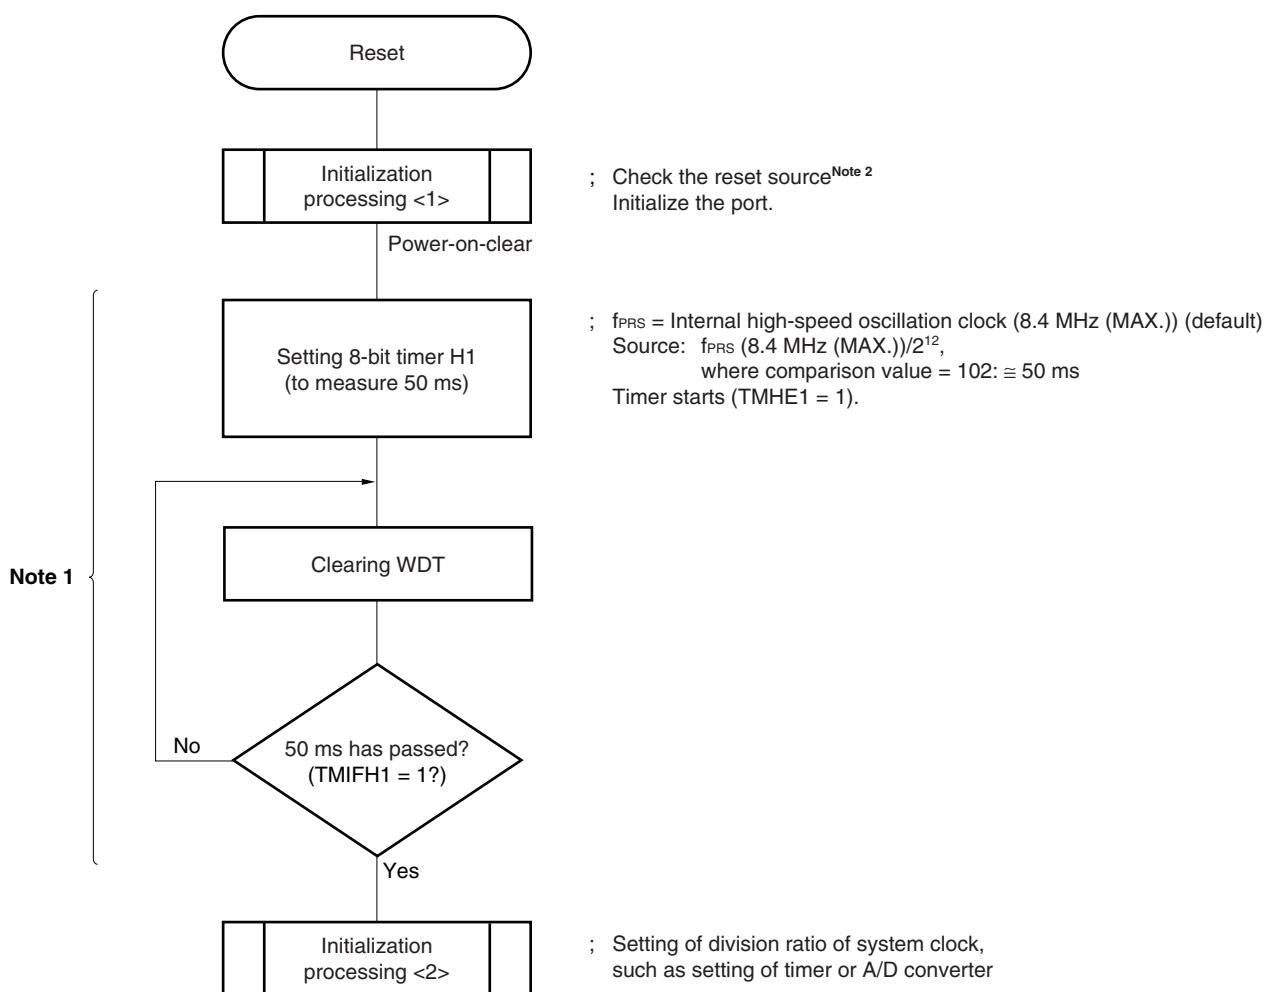 Reset
Initialization
processing <1>
; Check the reset sourceNote 2
Initialize the port.
Power-on-clear
Setting 8-bit timer H1
(to measure 50 ms)
; fPRS = Internal high-speed oscillation clock (8.4 MHz (MAX.)) (default)
Source: fPRS (8.4 MHz (MAX.))/2¹²,
where comparison value = 102: ≅ 50 ms
Timer starts (TMHE1 = 1).
Clearing WDT
Note 1
No
50 ms has passed?
(TMIFH1 = 1?)
Yes
Initialization
processing <2>
; Setting of division ratio of system clock,
such as setting of timer or A/D converter